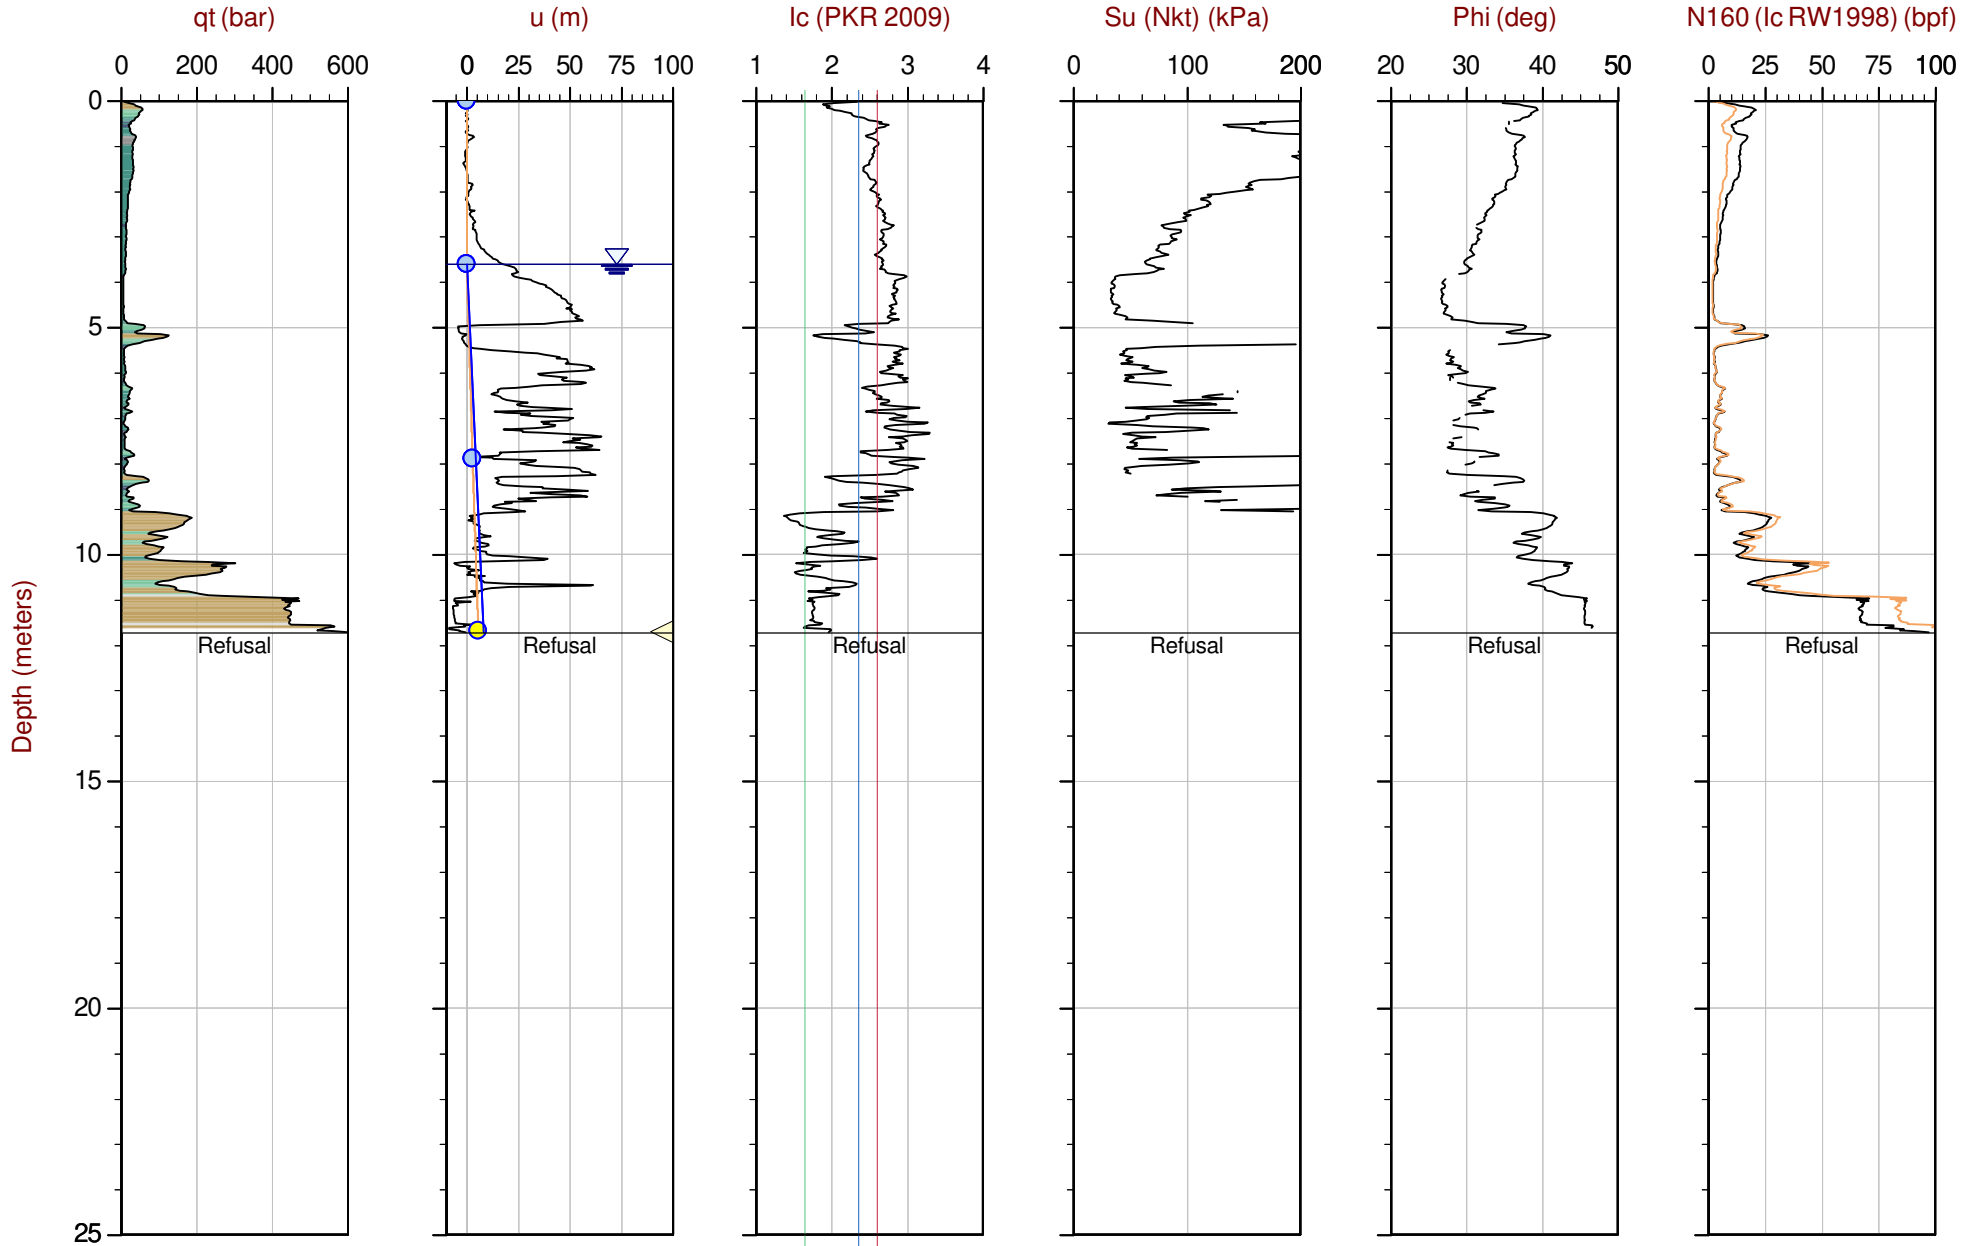 qt (bar) u (m) Ic (PKR 2009) Su (Nkt) (kPa) Phi (deg) N160 (Ic RW1998) (bpf)
0 200 400 600 0 25 50 75 100 1 2 3 4 0 100 200 20 30 40 50 0 25 50 75 100
0
5
10
Refusal Refusal Refusal Refusal Refusal Refusal
Depth (meters)
15
20
25